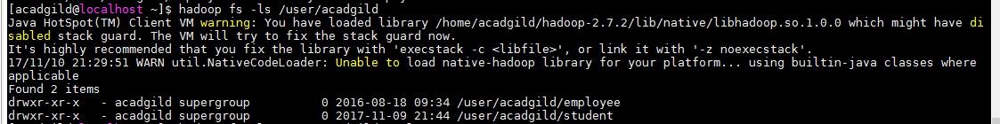 [acadgild@localhost ~]$ hadoop fs -ls /user/acadgild
Java HotSpot(TM) Client VM warning: You have loaded library /home/acadgild/hadoop-2.7.2/lib/native/libhadoop.so.1.0.0 which might have di
sabled stack guard. The VM will try to fix the stack guard now.
It's highly recommended that you fix the library with 'execstack -c <libfile>', or link it with '-z noexecstack'.
17/11/10 21:29:51 WARN util.NativeCodeLoader: Unable to load native-hadoop library for your platform... using builtin-java classes where
applicable
Found 2 items
drwxr-xr-x   - acadgild supergroup          0 2016-08-18 09:34 /user/acadgild/employee
drwxr-xr-x   - acadgild supergroup          0 2017-11-09 21:44 /user/acadgild/student